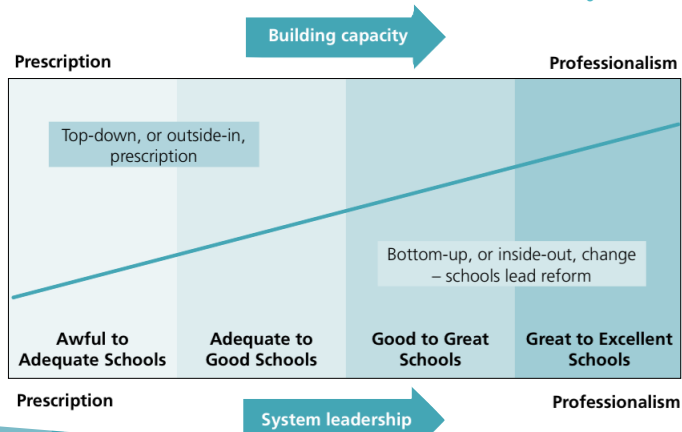 Building capacity
Prescription
Professionalism
Top-down, or outside-in,
prescription
Bottom-up, or inside-out, change
– schools lead reform
Awful to
Adequate Schools
Adequate to
Good Schools
Good to Great
Schools
Great to Excellent
Schools
Prescription
Professionalism
System leadership